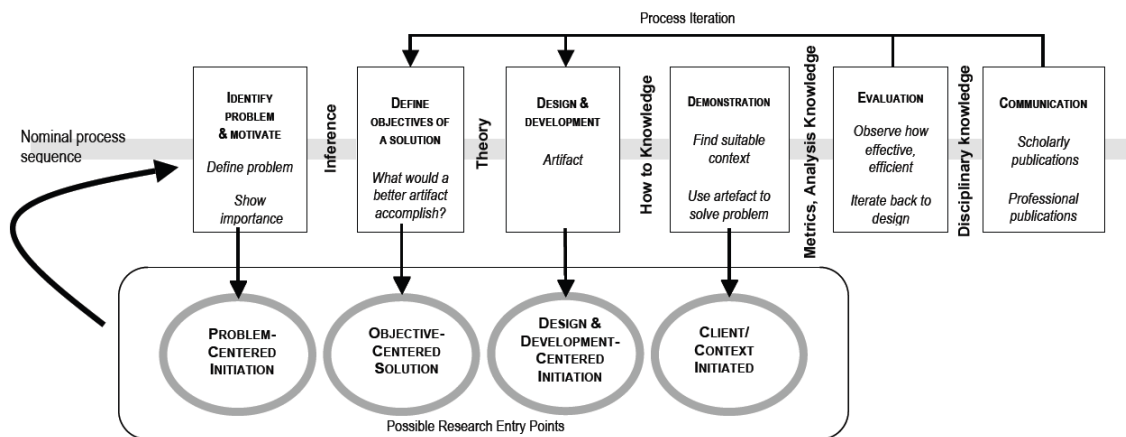 Process Iteration
Nominal process
sequence
IDENTIFY
PROBLEM
& MOTIVATE
Define problem
Show
importance
Inference
DEFINE
OBJECTIVES OF
A SOLUTION
What would a
better artifact
accomplish?
Theory
DESIGN &
DEVELOPMENT
Artifact
How to Knowledge
DEMONSTRATION
Find suitable
context
Use artefact to
solve problem
Metrics, Analysis Knowledge
EVALUATION
Observe how
effective,
efficient
Iterate back to
design
Disciplinary knowledge
COMMUNICATION
Scholarly
publications
Professional
publications
PROBLEM-
CENTERED
INITIATION
OBJECTIVE-
CENTERED
SOLUTION
DESIGN &
DEVELOPMENT-
CENTERED
INITIATION
CLIENT/
CONTEXT
INITIATED
Possible Research Entry Points